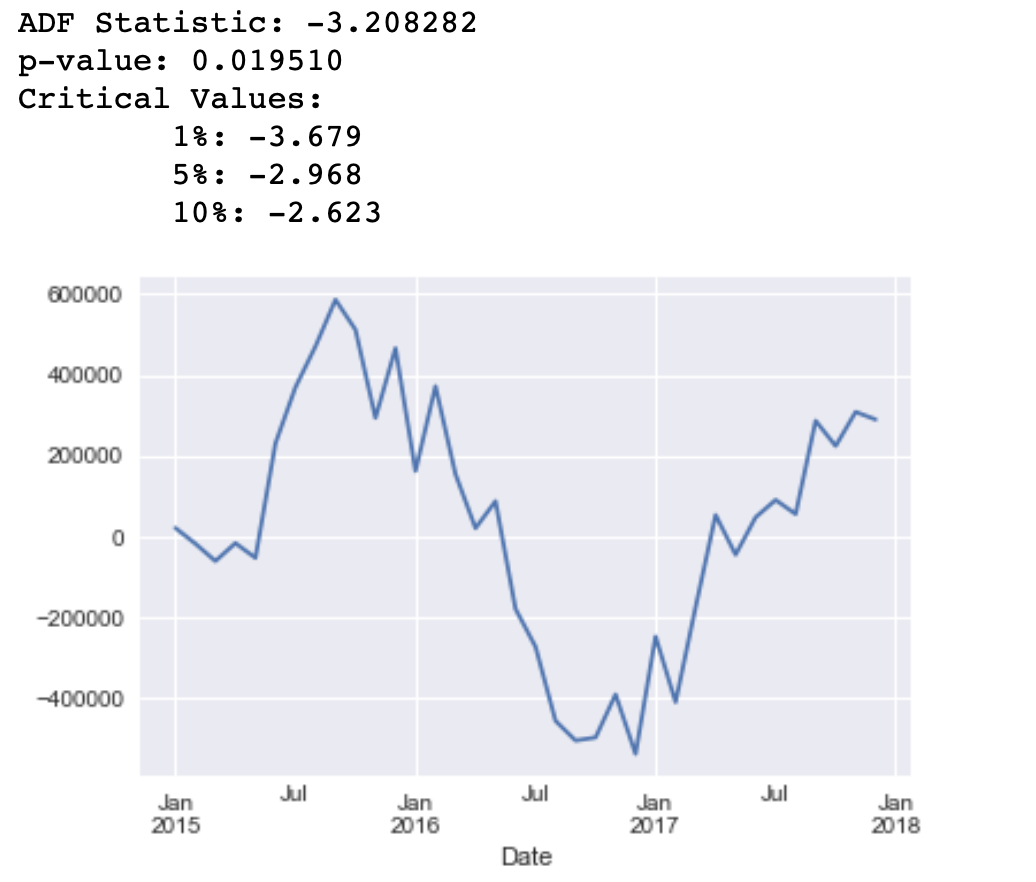 ADF Statistic: -3.208282
p-value: 0.019510
Critical Values:
1%: -3.679
5%: -2.968
10%: -2.623
600000
400000
200000
0
−200000
−400000
Jan Jul Jan Jul Jan Jul Jan
2015 2016 2017 2018
Date